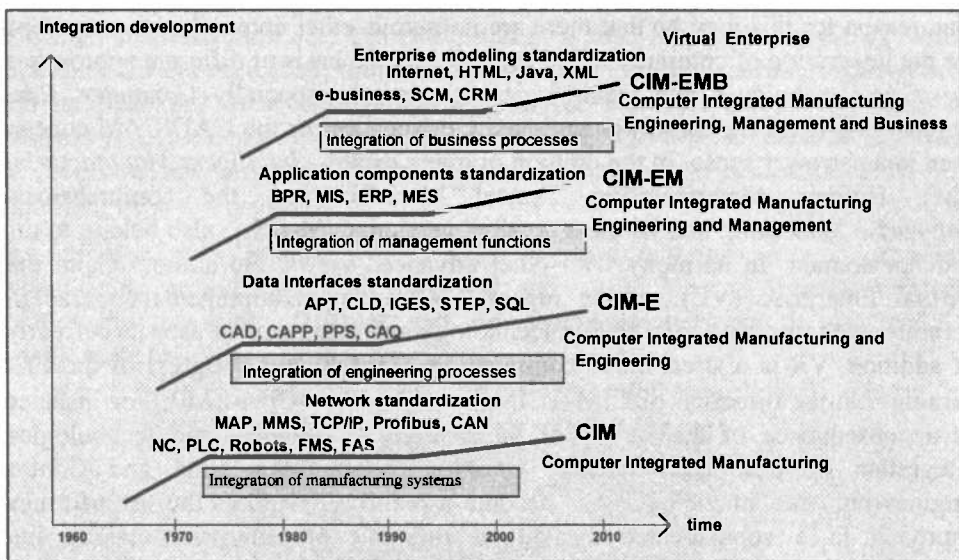 Integration development
Virtual Enterprise
Enterprise modeling standardization
Internet, HTML, Java, XML
e-business, SCM, CRM
CIM-EMB
Computer Integrated Manufacturing
Engineering, Management and Business
Integration of business processes
Application components standardization
BPR, MIS, ERP, MES
CIM-EM
Computer Integrated Manufacturing
Engineering and Management
Integration of management functions
Data Interfaces standardization
APT, CLD, IGES, STEP, SQL
CIM-E
CAD, CAPP, PPS, CAQ
Computer Integrated Manufacturing and
Engineering
Integration of engineering processes
Network standardization
MAP, MMS, TCP/IP, Profibus, CAN
NC, PLC, Robots, FMS, FAS
CIM
Computer Integrated Manufacturing
Integration of manufacturing systems
time
1960 1970 1980 1990 2000 2010